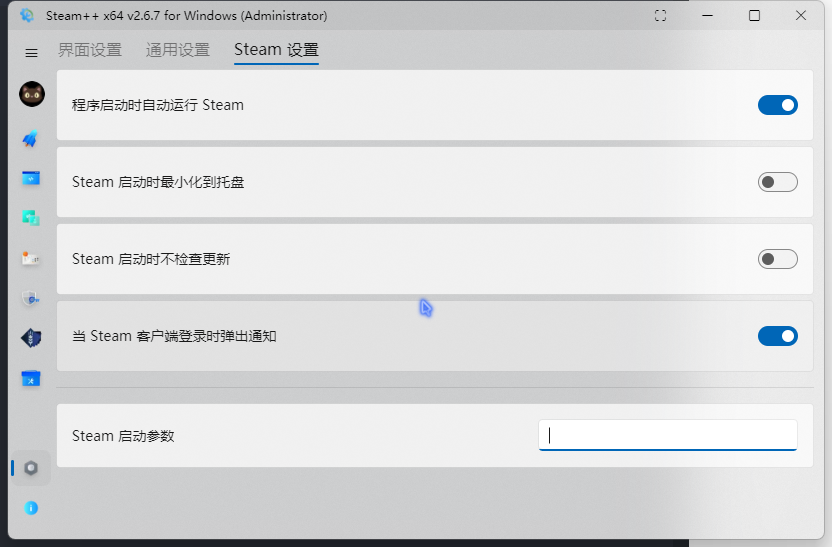 Steam++ x64 v2.6.7 for Windows (Administrator)
界面设置 通用设置 Steam 设置
程序启动时自动运行 Steam
Steam 启动时最小化到托盘
Steam 启动时不检查更新
当 Steam 客户端登录时弹出通知
Steam 启动参数